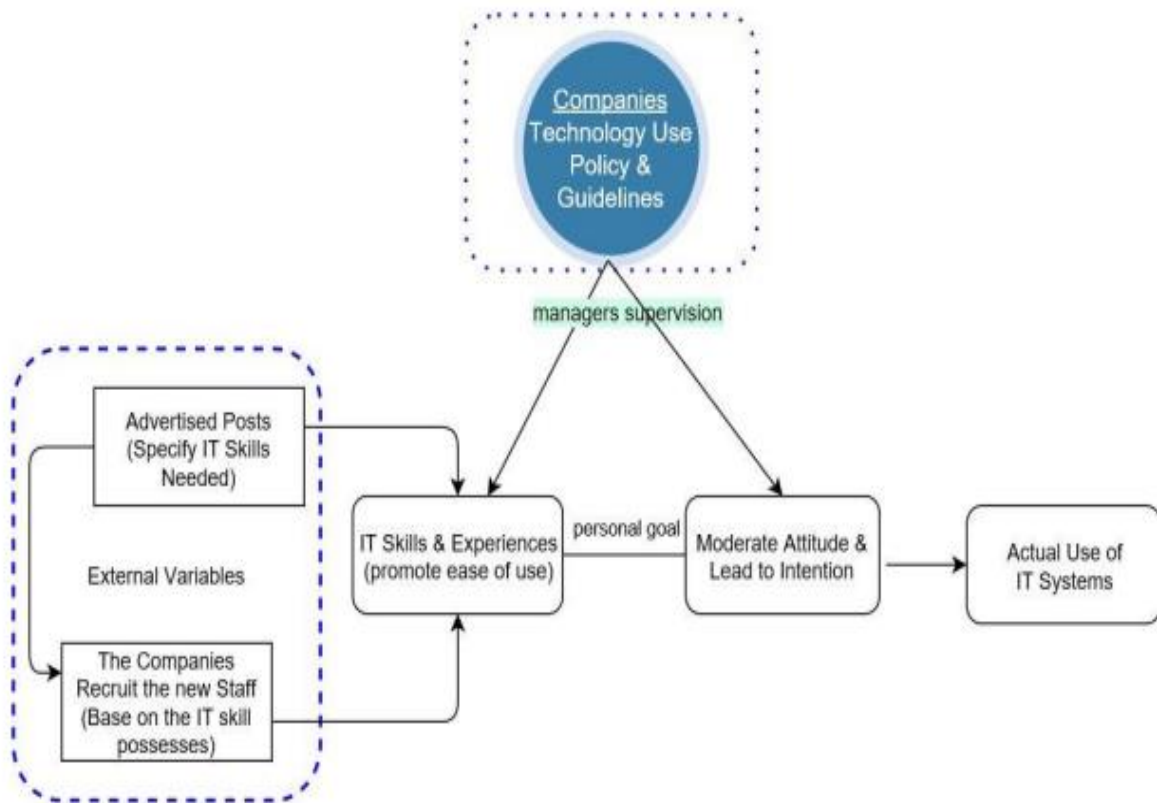 Companies
Technology Use
Policy &
Guidelines
managers supervision
Advertised Posts
(Specify IT Skills
Needed)
External Variables
The Companies
Recruit the new Staff
(Base on the IT skill
possesses)
IT Skills & Experiences
(promote ease of use)
personal goal
Moderate Attitude &
Lead to Intention
Actual Use of
IT Systems